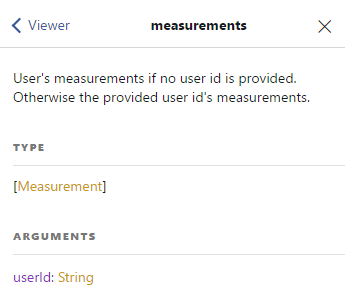 Viewer
measurements
User's measurements if no user id is provided.
Otherwise the provided user id's measurements.
TYPE
[Measurement]
ARGUMENTS
userId: String